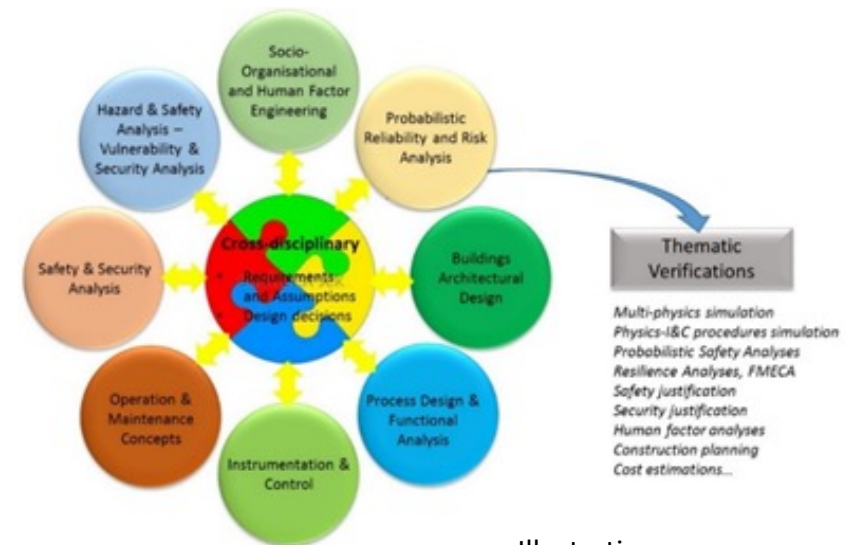 Socio-
Organisational
and Human Factor
Engineering
Hazard & Safety
Analysis –
Vulnerability &
Security Analysis
Probabilistic
Reliability and Risk
Analysis
Safety & Security
Analysis
Cross-disciplinary
• Requirements
and Assumptions
• Design decisions
Buildings
Architectural
Design
Operation &
Maintenance
Concepts
Instrumentation &
Control
Process Design &
Functional
Analysis
Thematic
Verifications
Multi-physics simulation
Physics-I&C procedures simulation
Probabilistic Safety Analyses
Resilience Analyses, FMECA
Safety justification
Security justification
Human factor analyses
Construction planning
Cost estimations...